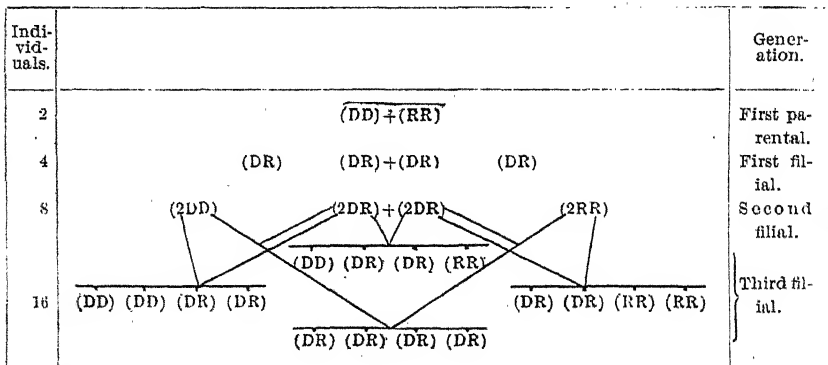 Indi-
vid-
uals.
Gener-
ation.
2 (DD)+(RR) First pa-
rental.
4 (DR) (DR)+(DR) (DR) First fil-
ial.
8 (2DD) (2DR)+(2DR) (2RR) Second
filial.
(DD) (DR) (DR) (RR)
16 (DD) (DD) (DR) (DR) (DR) (DR) (RR) (RR) Third fil-
ial.
(DR) (DR) (DR) (DR)